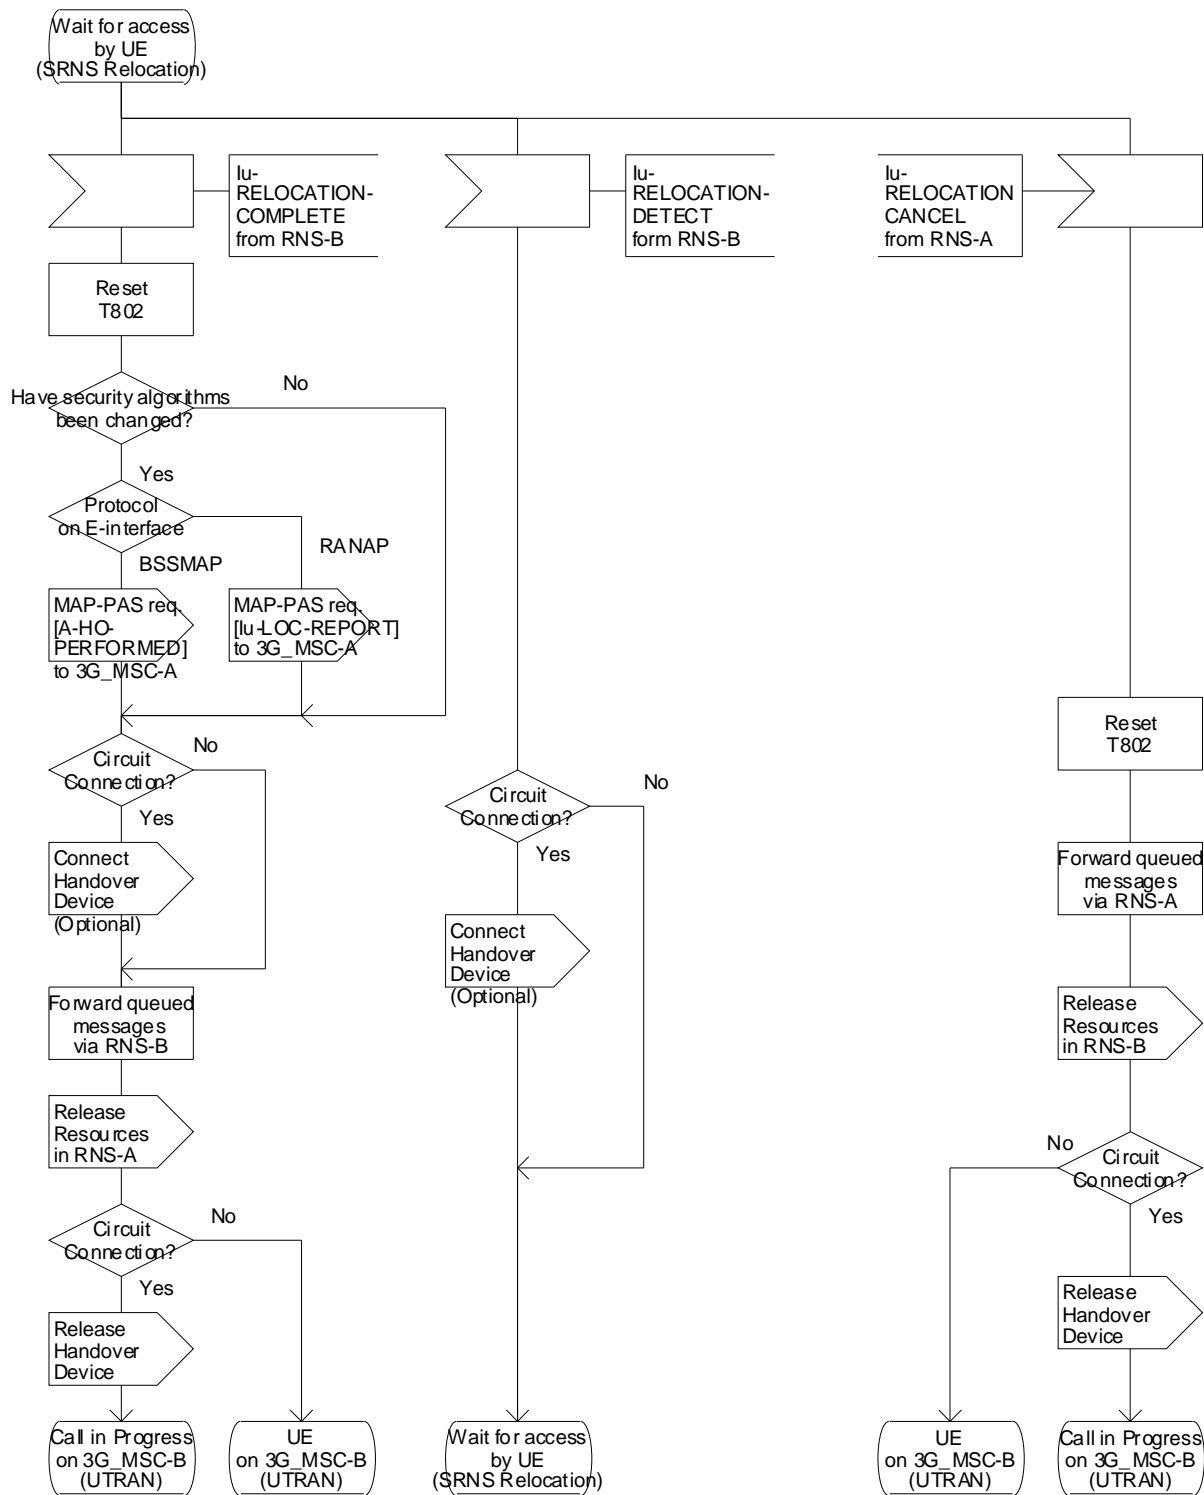 Wait for access
by UE
(SRNS Relocation)
Iu-
RELOCATION-
COMPLETE
from RNS-B
Iu-
RELOCATION-
DETECT
form RNS-B
Iu-
RELOCATION
CANCEL
from RNS-A
Reset
T802
Have security algorithms
been changed?
No
Yes
Protocol
on E-interface
RANAP
BSSMAP
MAP-PAS req.
[A-HO-
PERFORMED]
to 3G_MSC-A
MAP-PAS req.
[Iu-LOC-REPORT]
to 3G_MSC-A
Circuit
Connection?
No
Yes
Connect
Handover
Device
(Optional)
Forward queued
messages
via RNS-B
Release
Resources
in RNS-A
Circuit
Connection?
No
Yes
Release
Handover
Device
Call in Progress
on 3G_MSC-B
(UTRAN)
UE
on 3G_MSC-B
(UTRAN)
Circuit
Connection?
No
Yes
Connect
Handover
Device
(Optional)
Wait for access
by UE
(SRNS Relocation)
Reset
T802
Forward queued
messages
via RNS-A
Release
Resources
in RNS-B
No
Circuit
Connection?
Yes
Release
Handover
Device
UE
on 3G_MSC-B
(UTRAN)
Call in Progress
on 3G_MSC-B
(UTRAN)